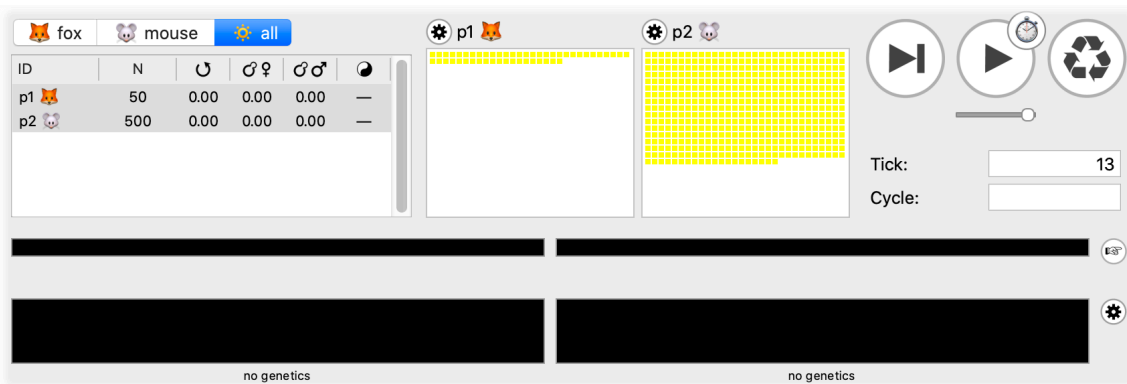 fox mouse all
p1
p2
ID N
p1 50 0.00 0.00 0.00 —
p2 500 0.00 0.00 0.00 —
Tick: 13
Cycle:
no genetics
no genetics